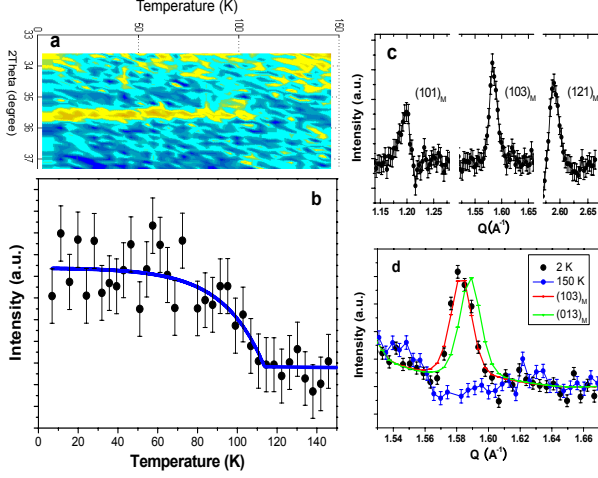 Temperature (K)
0 50 100 150
a
2Theta (degree)
33
34
35
36
37
b
Intensity (a.u.)
0 20 40 60 80 100 120 140
Temperature (K)
c
Intensity (a.u.)
(101)M
(103)M
(121)M
1.14 1.20 1.26 1.55 1.60 1.65 2.60 2.67
Q(A-1)
d
2 K
150 K
(103)M
(013)M
Intensity (a.u.)
1.54 1.56 1.58 1.60 1.62 1.64 1.66
Q (A-1)